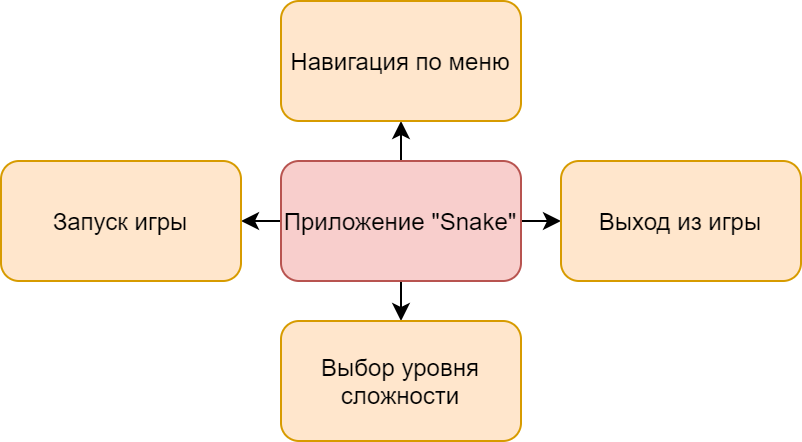 Навигация по меню
Запуск игры
Приложение "Snake"
Выход из игры
Выбор уровня
сложности